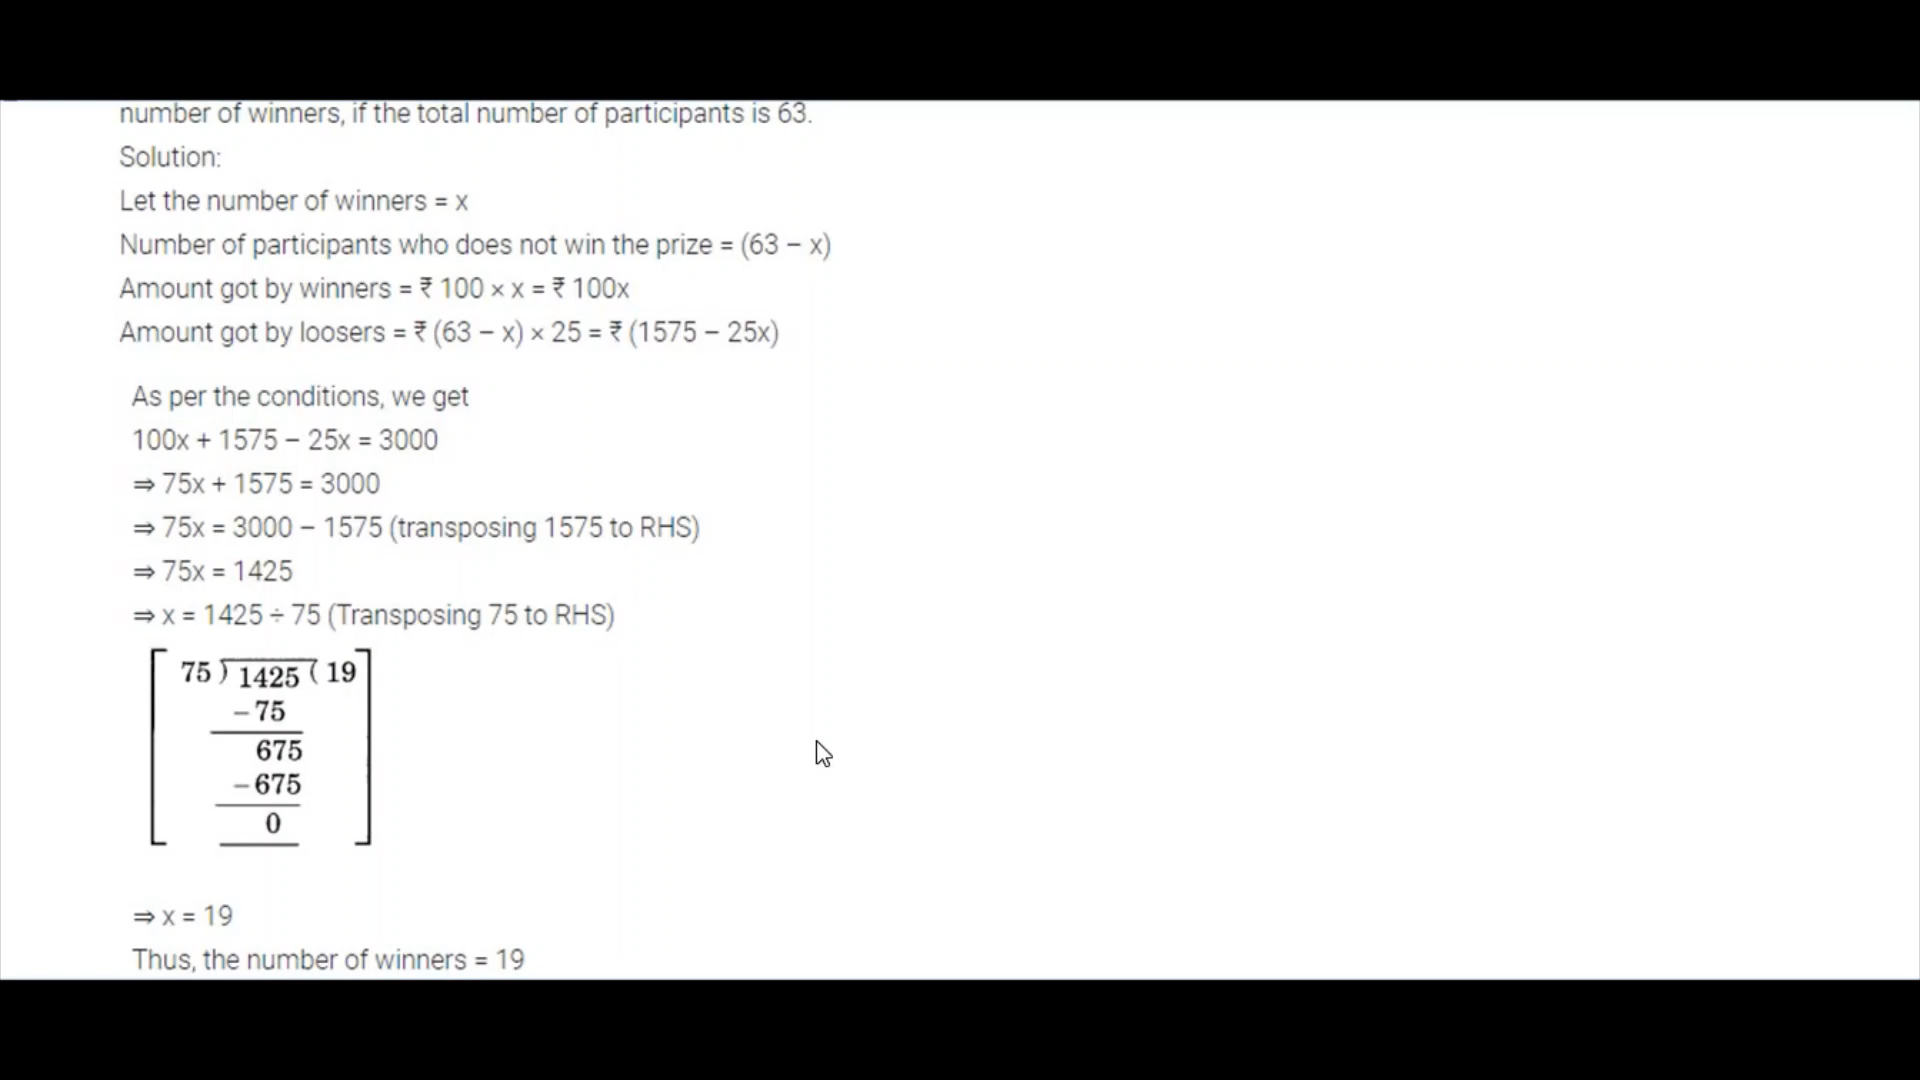 number of winners, if the total number of participants is 63.
Solution:
Let the number of winners = x
Number of participants who does not win the prize = (63 – x)
Amount got by winners = ₹ 100 × x = ₹ 100x
Amount got by loosers = ₹ (63 – x) × 25 = ₹ (1575 – 25x)
As per the conditions, we get
100x + 1575 – 25x = 3000
⇒ 75x + 1575 = 3000
⇒ 75x = 3000 – 1575 (transposing 1575 to RHS)
⇒ 75x = 1425
⇒ x = 1425 ÷ 75 (Transposing 75 to RHS)
75 ) 1425 ( 19
– 75
675
– 675
0
⇒ x = 19
Thus, the number of winners = 19